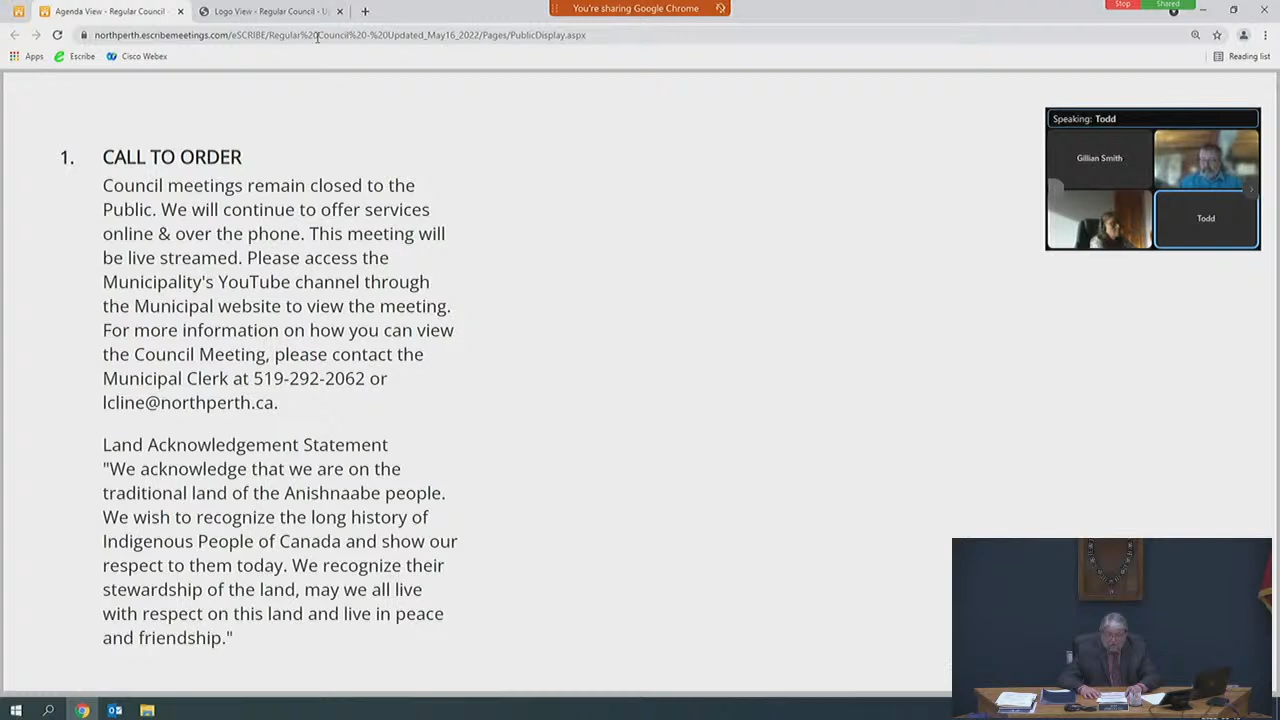 Agenda View - Regular Council -
Logo View - Regular Council - U
You're sharing Google Chrome
Stop
Shared
northperth.escribemeetings.com/eSCRIBE/Regular%20Council%20-%20Updated_May16_2022/Pages/PublicDisplay.aspx
Apps
Escribe
Cisco Webex
Reading list
Speaking: Todd
Gillian Smith
Todd
1. CALL TO ORDER
Council meetings remain closed to the
Public. We will continue to offer services
online & over the phone. This meeting will
be live streamed. Please access the
Municipality's YouTube channel through
the Municipal website to view the meeting.
For more information on how you can view
the Council Meeting, please contact the
Municipal Clerk at 519-292-2062 or
lcline@northperth.ca.
Land Acknowledgement Statement
"We acknowledge that we are on the
traditional land of the Anishnaabe people.
We wish to recognize the long history of
Indigenous People of Canada and show our
respect to them today. We recognize their
stewardship of the land, may we all live
with respect on this land and live in peace
and friendship."